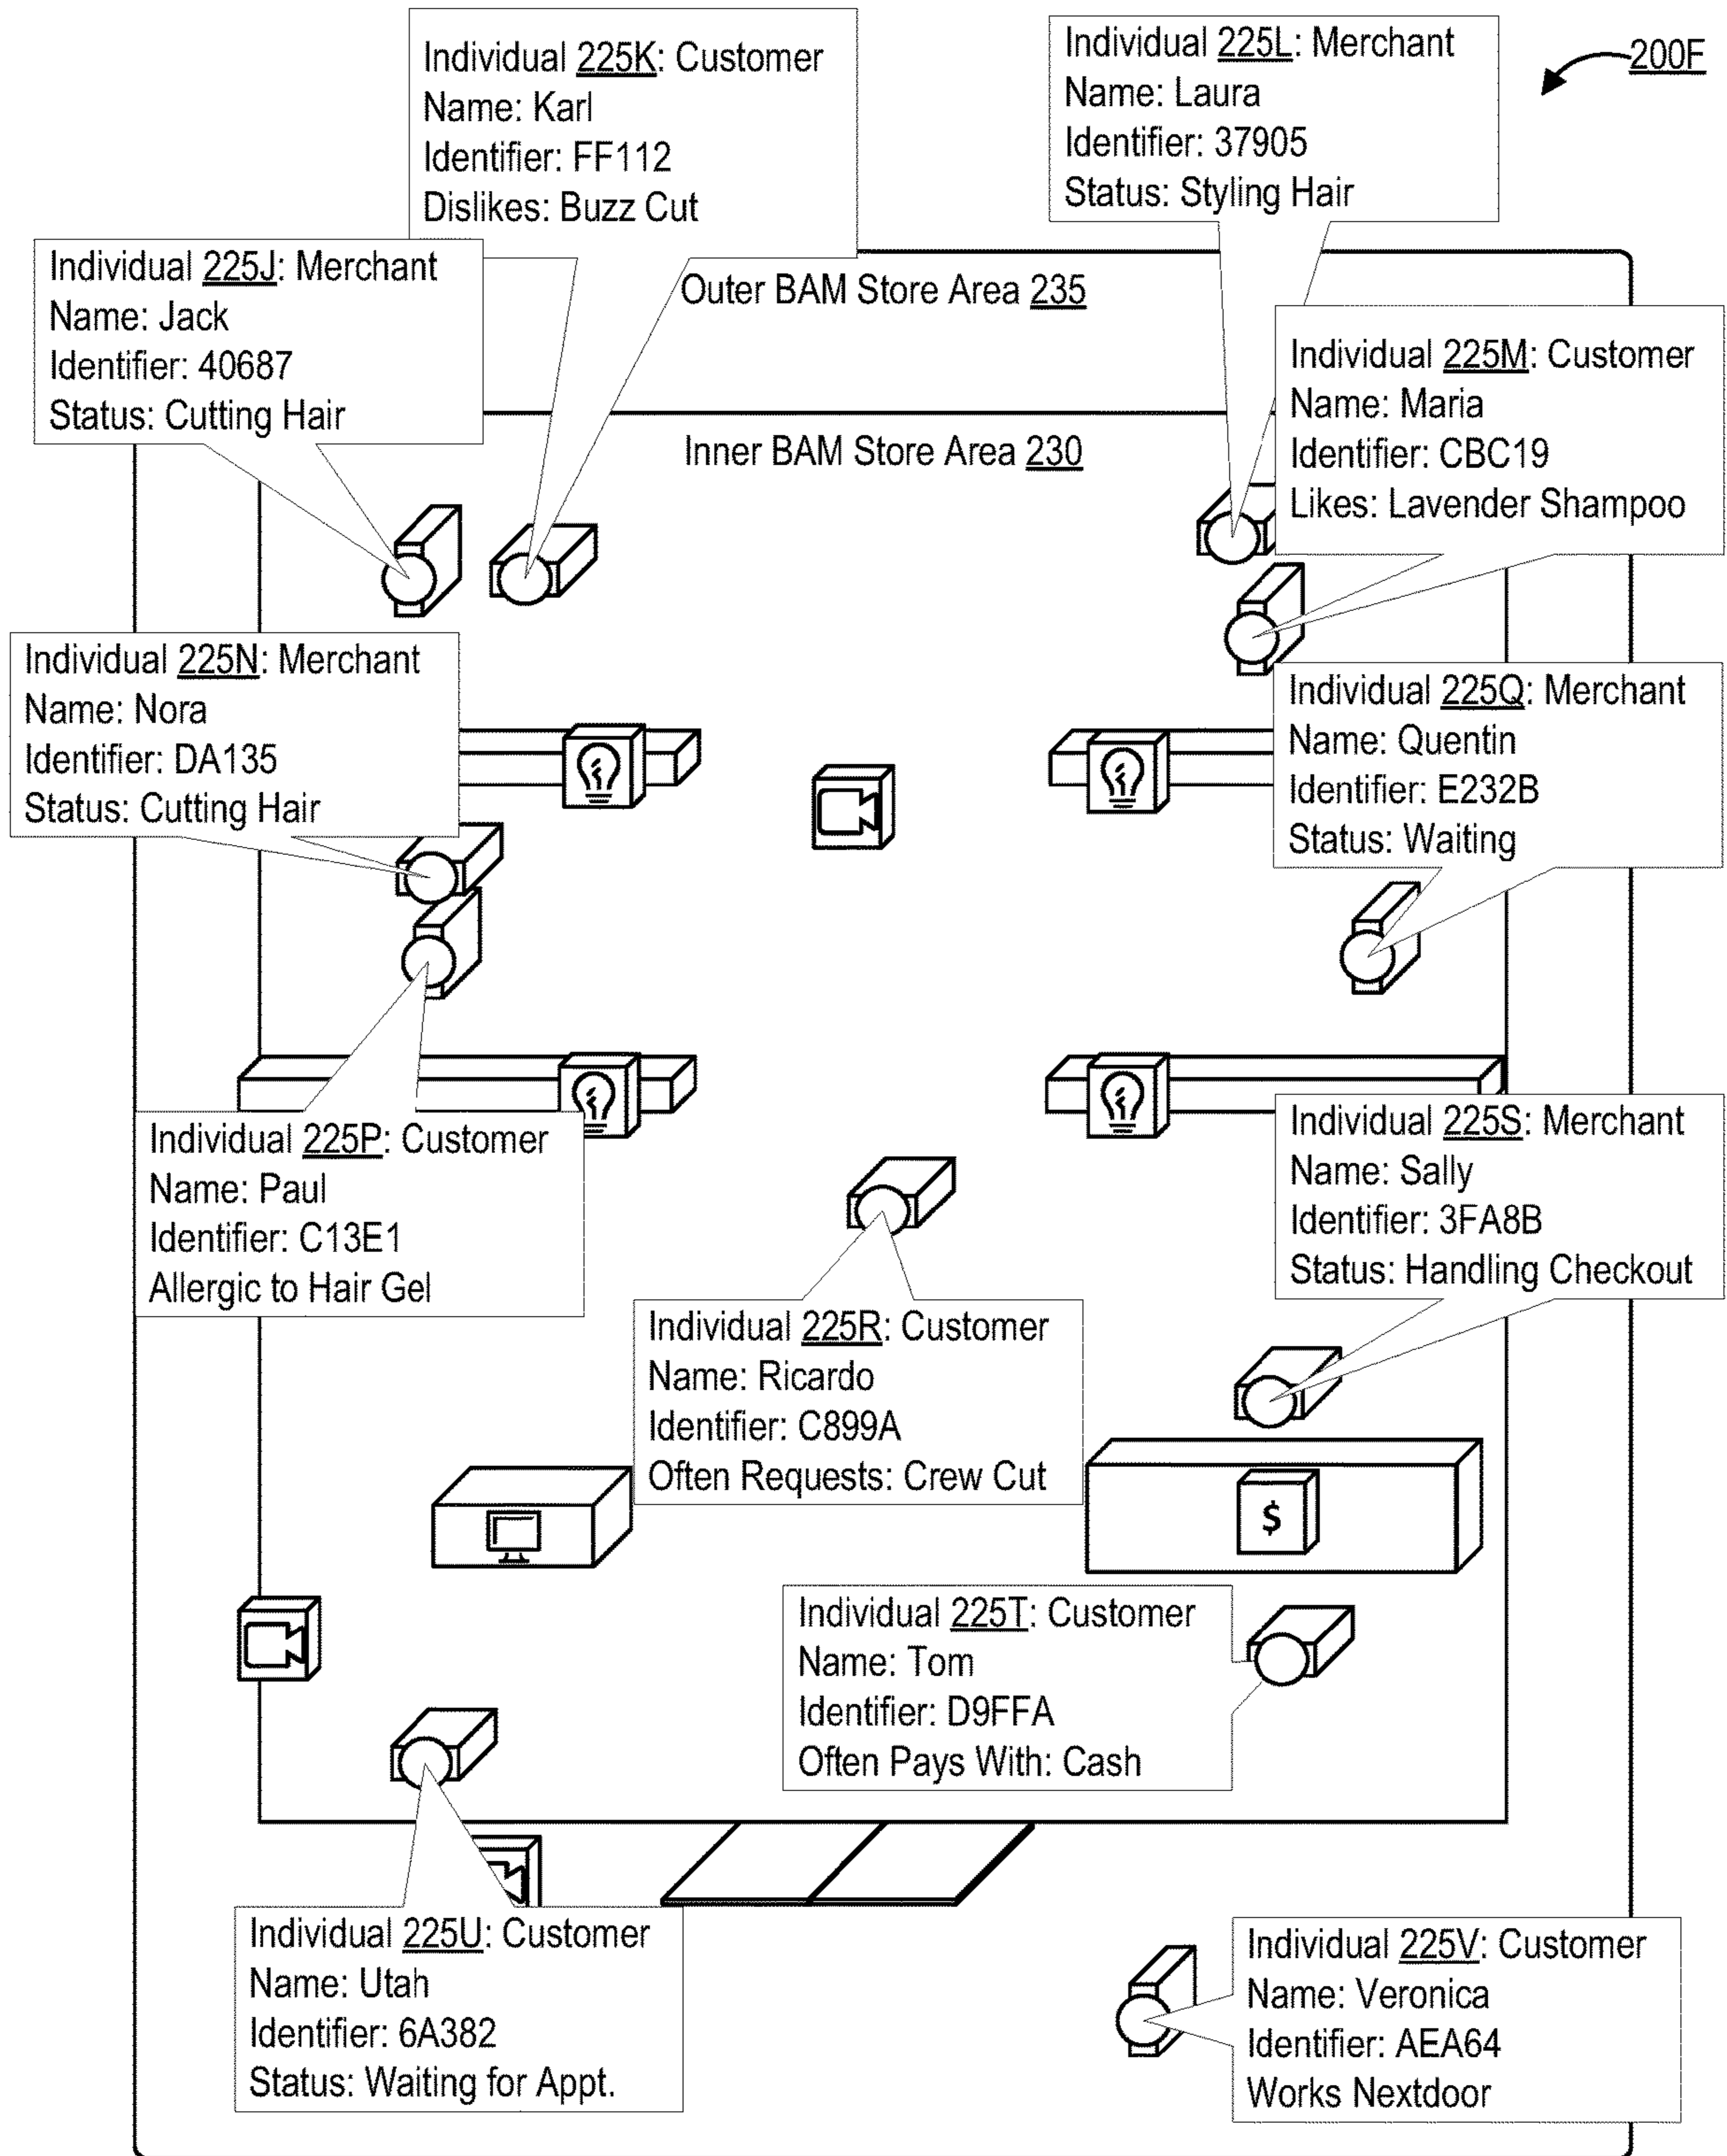 200F
Individual 225K: Customer
Name: Karl
Identifier: FF112
Dislikes: Buzz Cut
Individual 225L: Merchant
Name: Laura
Identifier: 37905
Status: Styling Hair
Individual 225J: Merchant
Name: Jack
Identifier: 40687
Status: Cutting Hair
Outer BAM Store Area 235
Individual 225M: Customer
Name: Maria
Identifier: CBC19
Likes: Lavender Shampoo
Inner BAM Store Area 230
Individual 225N: Merchant
Name: Nora
Identifier: DA135
Status: Cutting Hair
Individual 225Q: Merchant
Name: Quentin
Identifier: E232B
Status: Waiting
Individual 225P: Customer
Name: Paul
Identifier: C13E1
Allergic to Hair Gel
Individual 225S: Merchant
Name: Sally
Identifier: 3FA8B
Status: Handling Checkout
Individual 225R: Customer
Name: Ricardo
Identifier: C899A
Often Requests: Crew Cut
$
Individual 225T: Customer
Name: Tom
Identifier: D9FFA
Often Pays With: Cash
Individual 225U: Customer
Name: Utah
Identifier: 6A382
Status: Waiting for Appt.
Individual 225V: Customer
Name: Veronica
Identifier: AEA64
Works Nextdoor